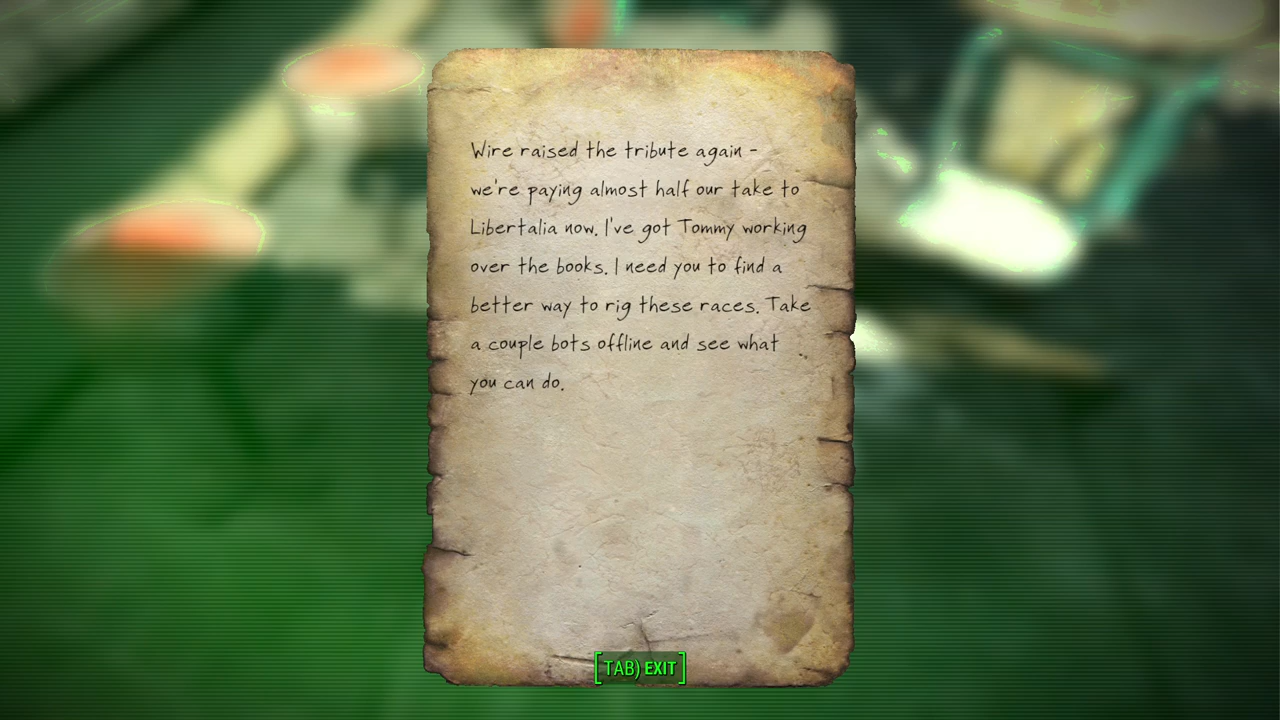 Wire raised the tribute again -
we're paying almost half our take to
Libertalia now. I've got Tommy working
over the books. I need you to find a
better way to rig these races. Take
a couple bots offline and see what
you can do.
[TAB) EXIT]